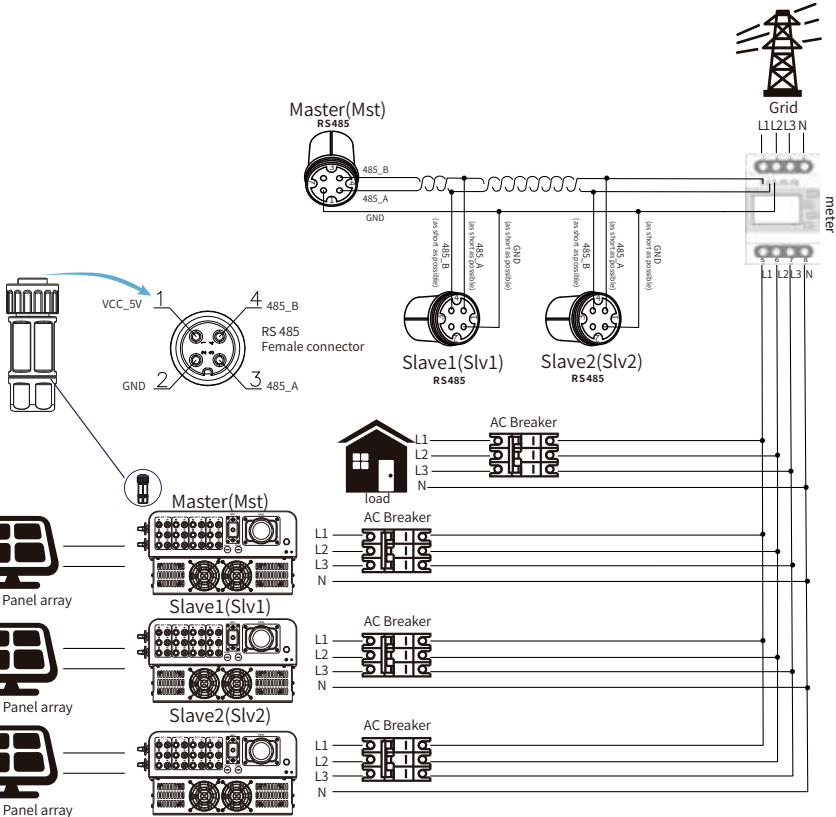 Grid
L1L2L3 N
Master(Mst)
RS485
485_B
485_A
GND
meter
485_B
(as short as possible)
485_A
(as short as possible)
GND
(as short as possible)
485_B
(as short as possible)
485_A
(as short as possible)
GND
(as short as possible)
5 6 7 8
L1 L2L3 N
Slave1(Slv1)
RS485
Slave2(Slv2)
RS485
VCC_5V 1
4 485_B
RS 485
Female connector
GND 2
3 485_A
AC Breaker
L1
L2
L3
N
load
Master(Mst)
AC Breaker
L1
L2
L3
N
Panel array
Slave1(Slv1)
AC Breaker
L1
L2
L3
N
Panel array
Slave2(Slv2)
AC Breaker
L1
L2
L3
N
Panel array